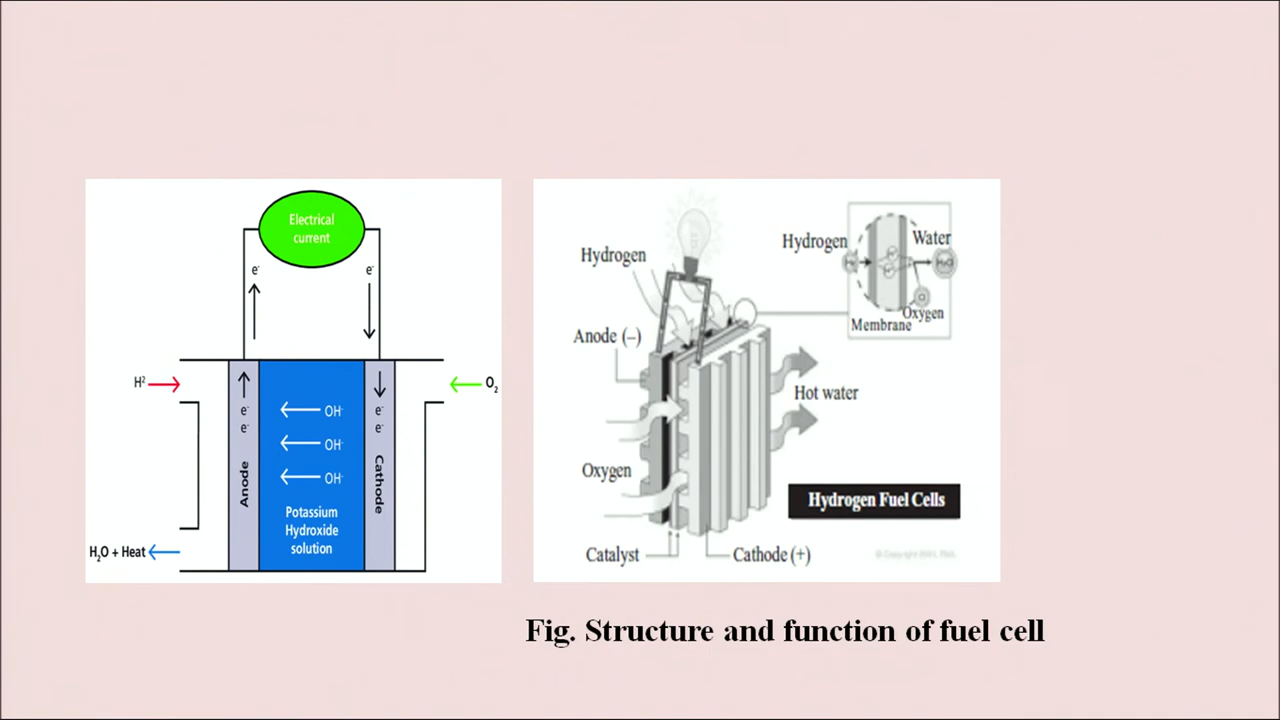 Electrical
current
e-
e-
H²
O₂
e-
e-
e-
e-
OH-
OH-
OH-
Anode
Cathode
Potassium
Hydroxide
solution
H₂O + Heat
Hydrogen
Hydrogen
Water
Membrane
Oxygen
Anode (–)
Hot water
Oxygen
Hydrogen Fuel Cells
Catalyst
Cathode (+)
Fig. Structure and function of fuel cell